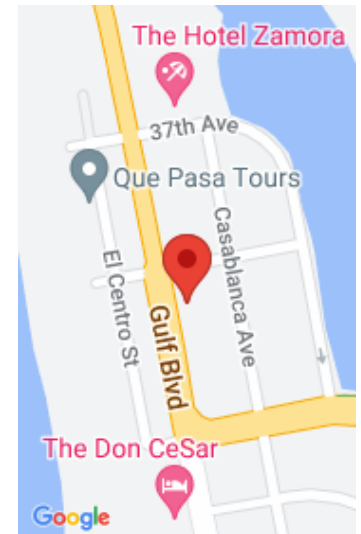 The Hotel Zamora
37th Ave
Que Pasa Tours
Casablanca Ave
El Centro St
Gulf Blvd
The Don CeSar
Google